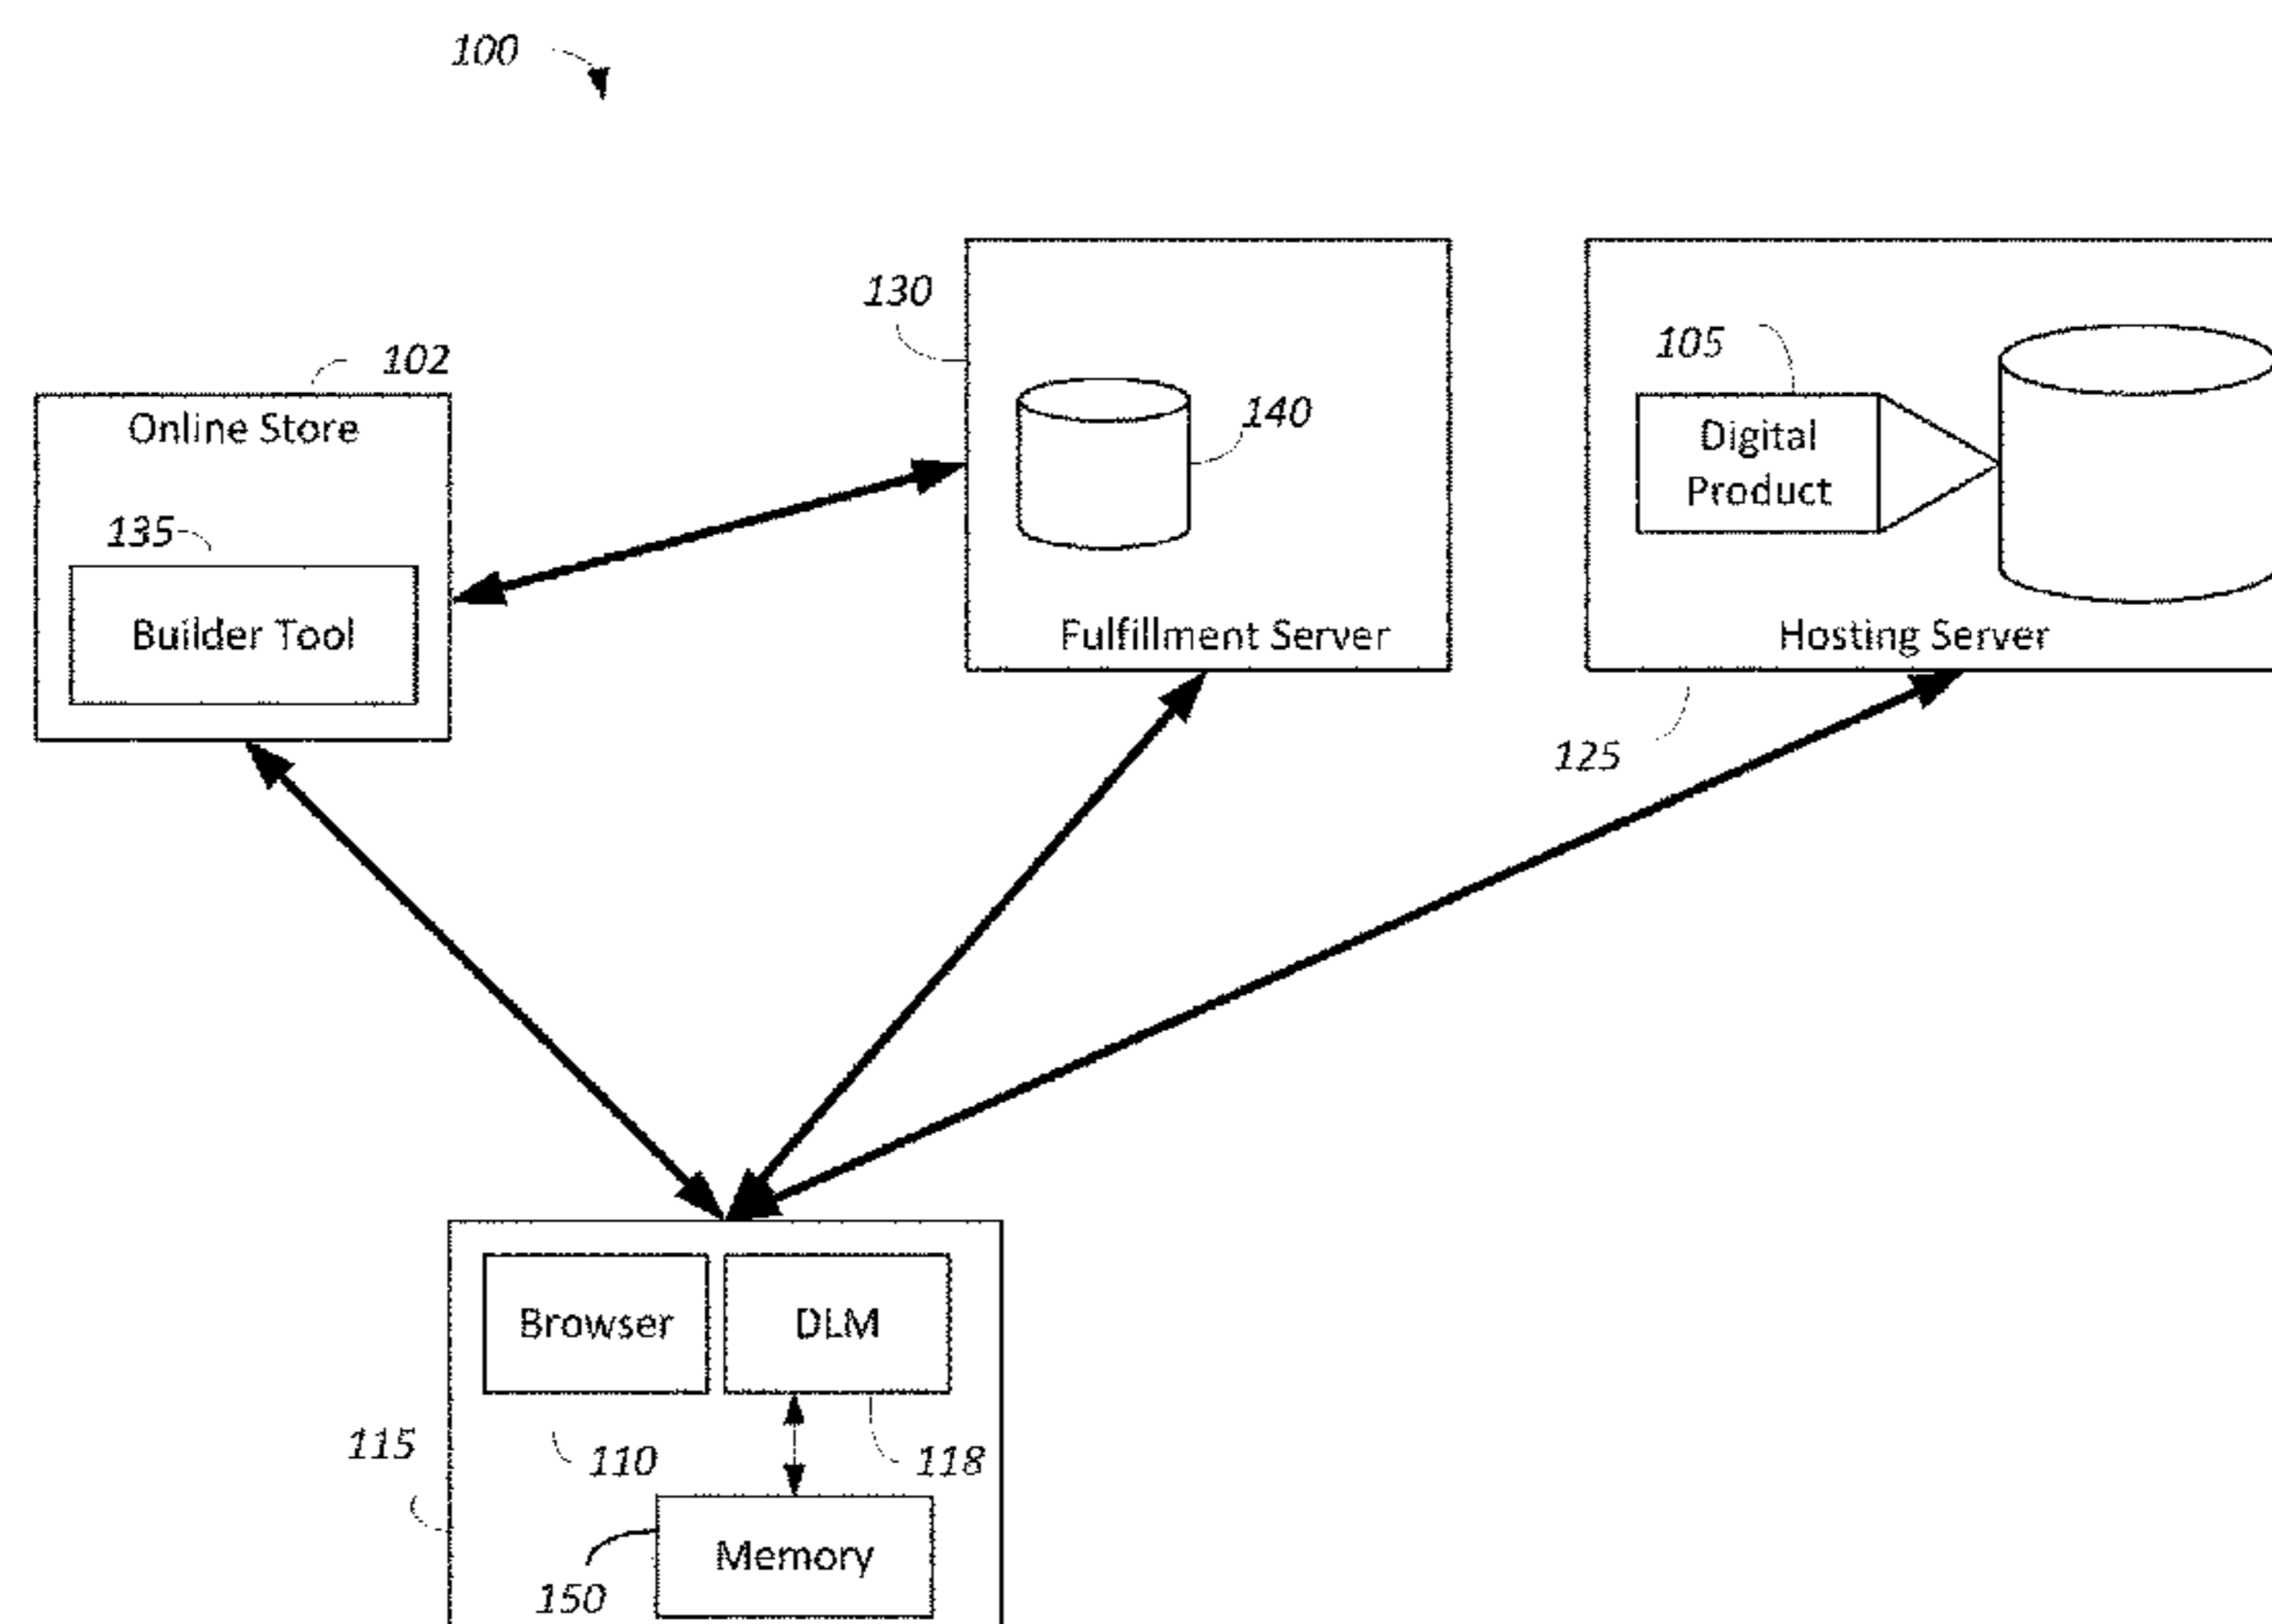 100
130
102
105
Online Store
140
Digital
Product
135
Builder Tool
Fulfillment Server
Hosting Server
125
Browser
DLM
115
110
118
Memory
150